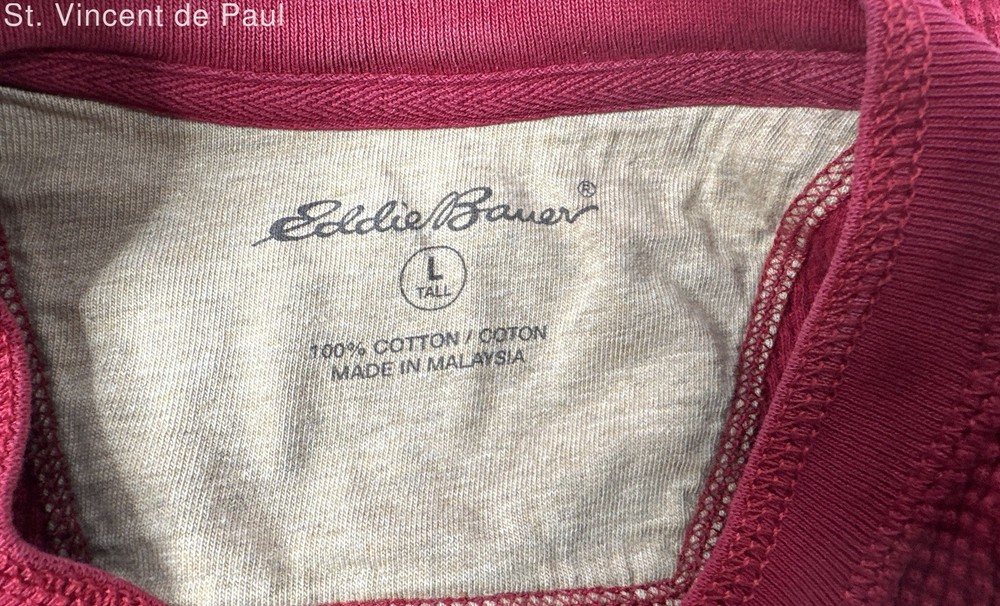 St. Vincent de Paul
Eddie Bauer®
L
TALL
100% COTTON / COTON
MADE IN MALAYSIA